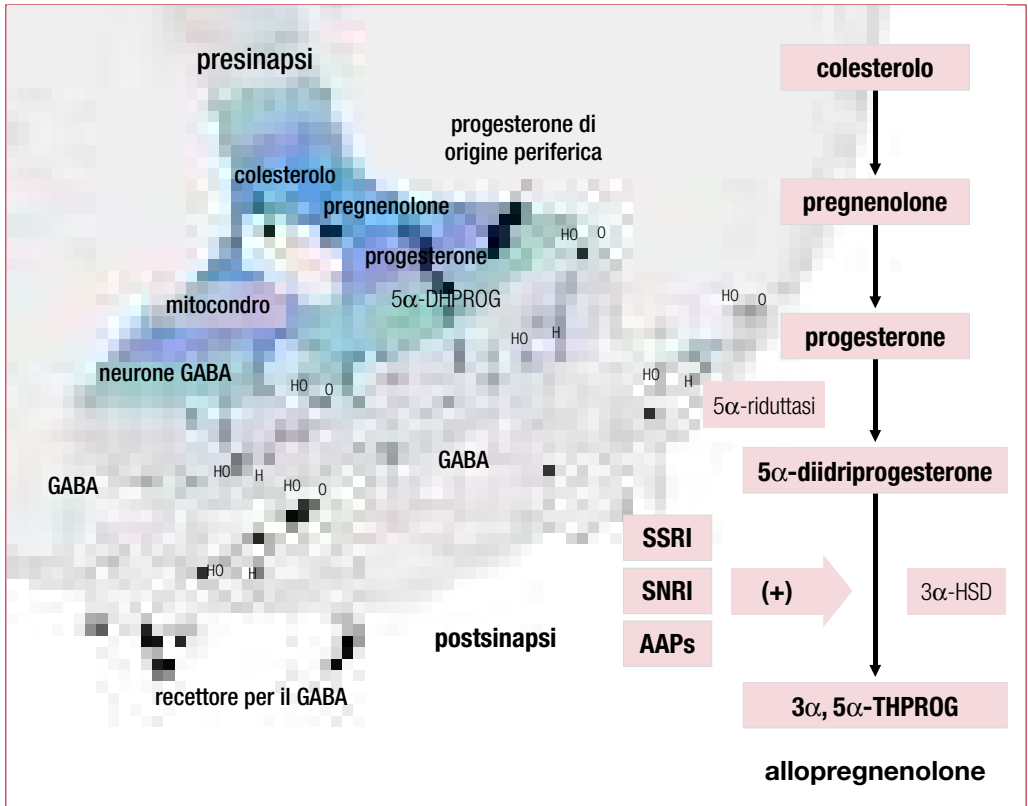 presinapsi
progesterone di
origine periferica
colesterolo
pregnenolone
HO O
progesterone
5α-DHPROG
mitocondro
HO H
HO O
neurone GABA
HO O
HO H
GABA
GABA
HO H
HO O
HO H
postsinapsi
recettore per il GABA
colesterolo
pregnenolone
progesterone
5α-riduttasi
5α-diidriprogesterone
SSRI
SNRI
(+)
3α-HSD
AAPs
3α, 5α-THPROG
allopregnenolone